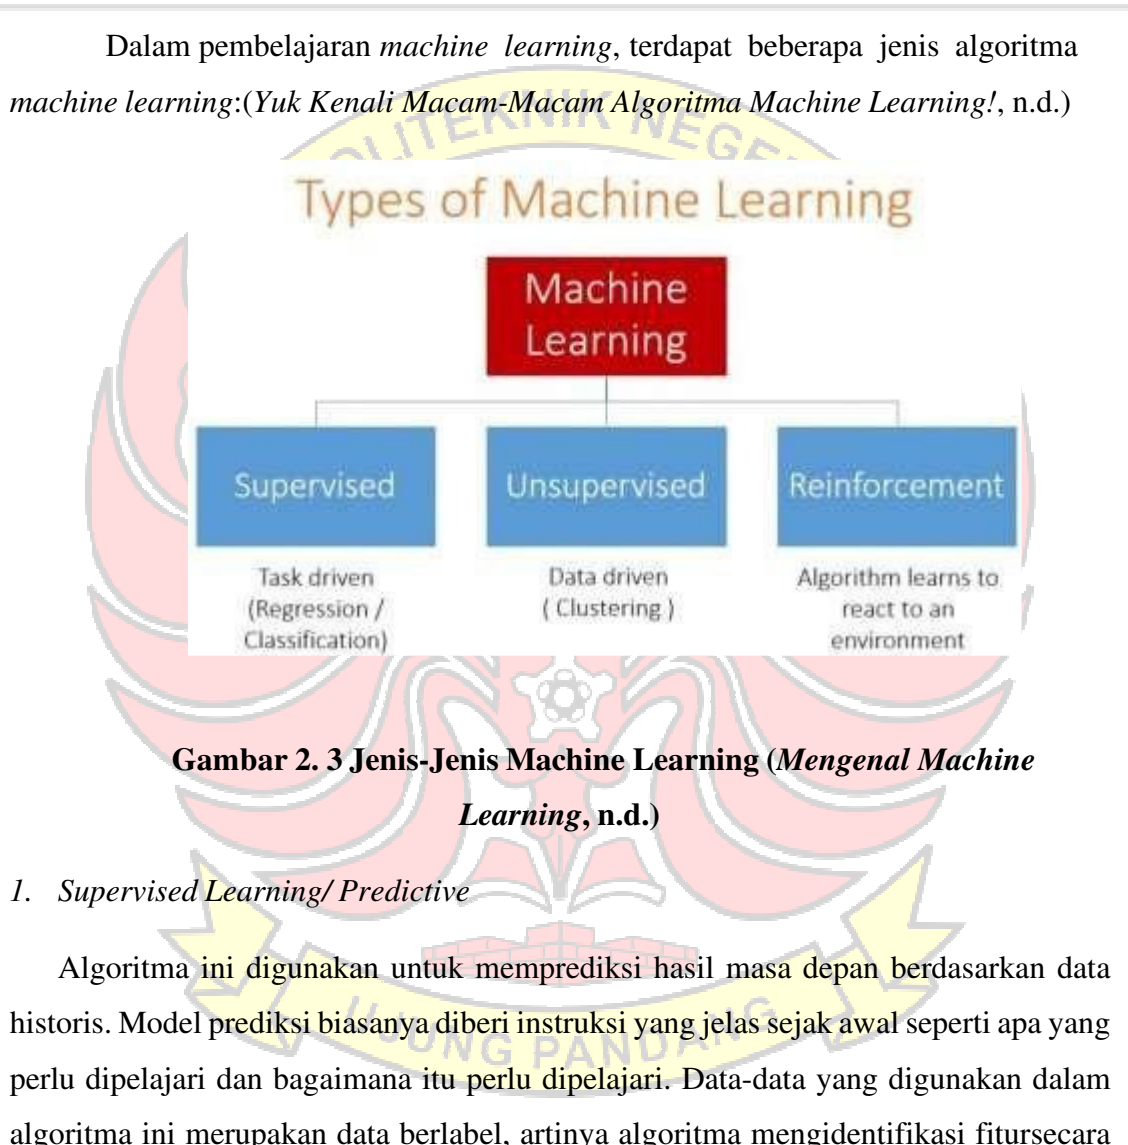 Dalam pembelajaran machine learning, terdapat beberapa jenis algoritma
machine learning:(Yuk Kenali Macam-Macam Algoritma Machine Learning!, n.d.)
POLITEKNIK NEGERI
Types of Machine Learning
Machine
Learning
Supervised
Unsupervised
Reinforcement
Task driven
(Regression /
Classification)
Data driven
( Clustering )
Algorithm learns to
react to an
environment
Gambar 2. 3 Jenis-Jenis Machine Learning (Mengenal Machine
Learning, n.d.)
1. Supervised Learning/ Predictive
Algoritma ini digunakan untuk memprediksi hasil masa depan berdasarkan data
historis. Model prediksi biasanya diberi instruksi yang jelas sejak awal seperti apa yang
UJUNG PANDANG
perlu dipelajari dan bagaimana itu perlu dipelajari. Data-data yang digunakan dalam
algoritma ini merupakan data berlabel, artinya algoritma mengidentifikasi fitursecara